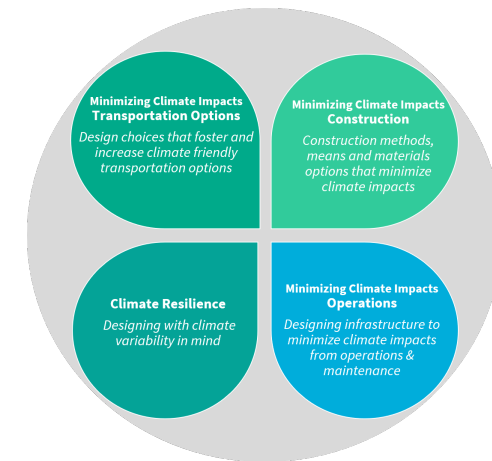 Minimizing Climate Impacts
Transportation Options
Design choices that foster and
increase climate friendly
transportation options
Minimizing Climate Impacts
Construction
Construction methods,
means and materials
options that minimize
climate impacts
Climate Resilience
Designing with climate
variability in mind
Minimizing Climate Impacts
Operations
Designing infrastructure to
minimize climate impacts
from operations &
maintenance